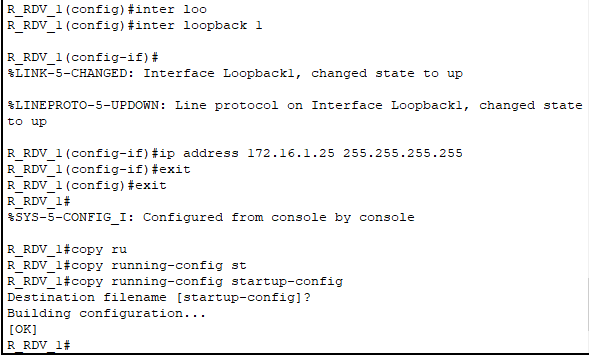 R_RDV_1(config)#inter loo
R_RDV_1(config)#inter loopback 1
R_RDV_1(config-if)#
%LINK-5-CHANGED: Interface Loopback1, changed state to up
%LINEPROTO-5-UPDOWN: Line protocol on Interface Loopback1, changed state
to up
R_RDV_1(config-if)#ip address 172.16.1.25 255.255.255.255
R_RDV_1(config-if)#exit
R_RDV_1(config)#exit
R_RDV_1#
%SYS-5-CONFIG_I: Configured from console by console
R_RDV_1#copy ru
R_RDV_1#copy running-config st
R_RDV_1#copy running-config startup-config
Destination filename [startup-config]?
Building configuration...
[OK]
R_RDV_1#